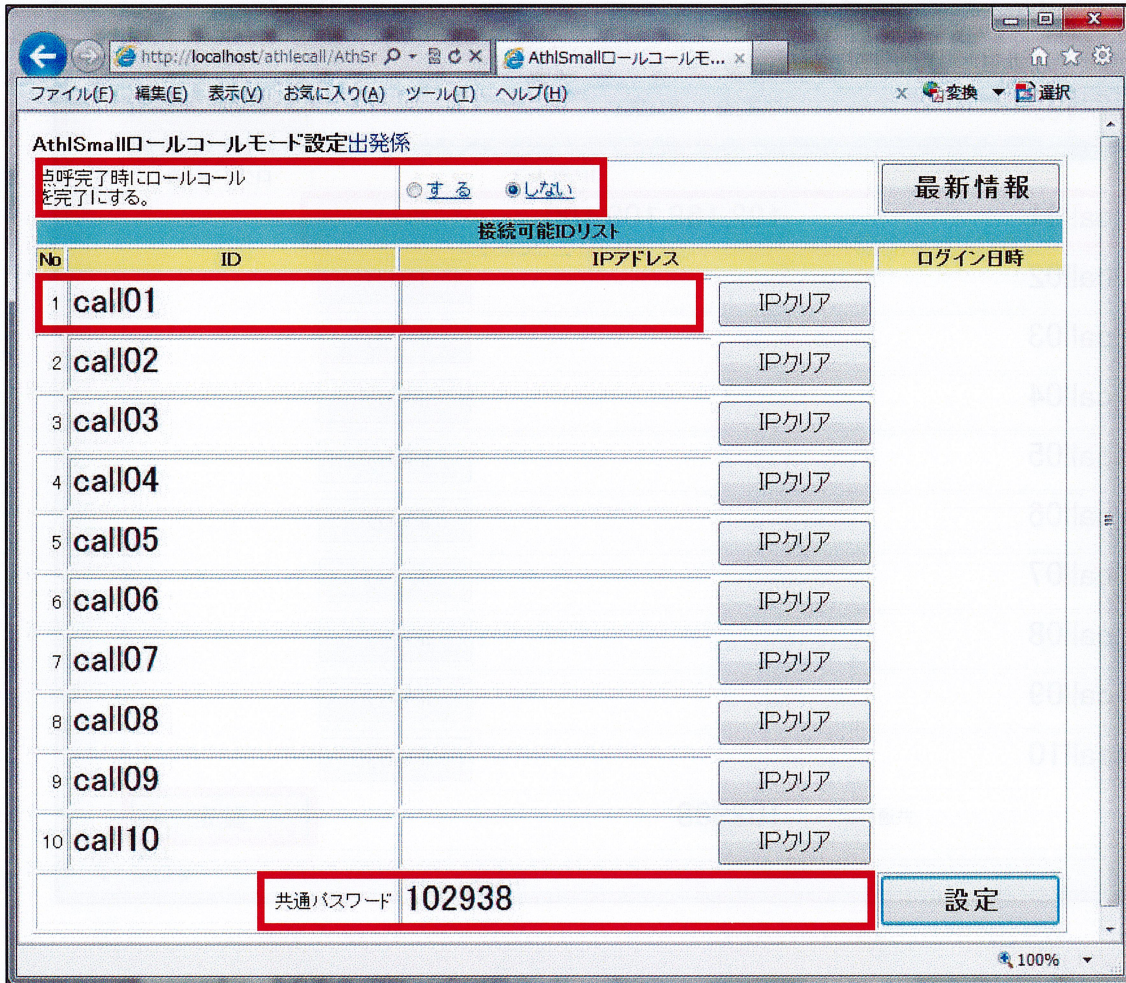 http://localhost/athlecall/AthSr
AthlSmallロールコールモ...
ファイル(F) 編集(E) 表示(V) お気に入り(A) ツール(T) ヘルプ(H)
x 変換 ▼ 選択
AthlSmallロールコールモード設定出発係
点呼完了時にロールコール
を完了にする。
する しない
最新情報
接続可能IDリスト
No ID IPアドレス ログイン日時
1 call01 IPクリア
2 call02 IPクリア
3 call03 IPクリア
4 call04 IPクリア
5 call05 IPクリア
6 call06 IPクリア
7 call07 IPクリア
8 call08 IPクリア
9 call09 IPクリア
10 call10 IPクリア
共通パスワード 102938 設定
100%